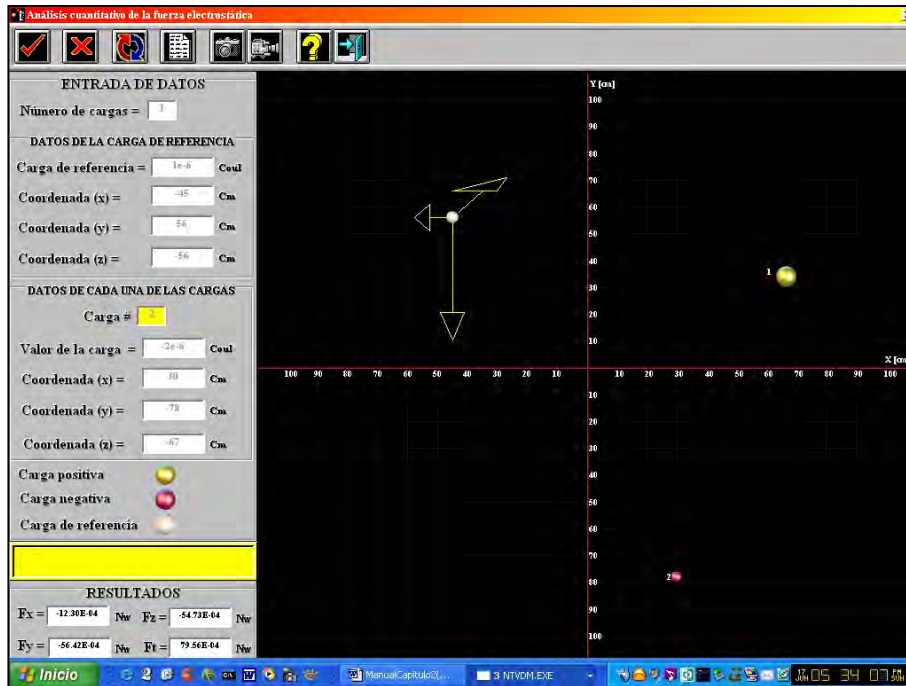 Análisis cuantitativo de la fuerza electrostática
ENTRADA DE DATOS
Número de cargas = 3
DATOS DE LA CARGA DE REFERENCIA
Carga de referencia = 1e-6 Coul
Coordenada (x) = -45 Cm
Coordenada (y) = 56 Cm
Coordenada (z) = -56 Cm
DATOS DE CADA UNA DE LAS CARGAS
Carga # 2
Valor de la carga = -2e-6 Coul
Coordenada (x) = 30 Cm
Coordenada (y) = -78 Cm
Coordenada (z) = -67 Cm
Carga positiva
Carga negativa
Carga de referencia
RESULTADOS
Fx = -12.30E-04 Nw Fz = -54.73E-04 Nw
Fy = -56.42E-04 Nw Ft = 79.56E-04 Nw
Y [cm]
100
90
80
70
60
50
40
30
20
10
X [cm
100 90 80 70 60 50 40 30 20 10 10 20 30 40 50 60 70 80 90 100
10
20
30
40
50
60
70
80
90
100
1
2
Inicio
ManualCapitulo2(...
3 NTVDM.EXE
05 34 07